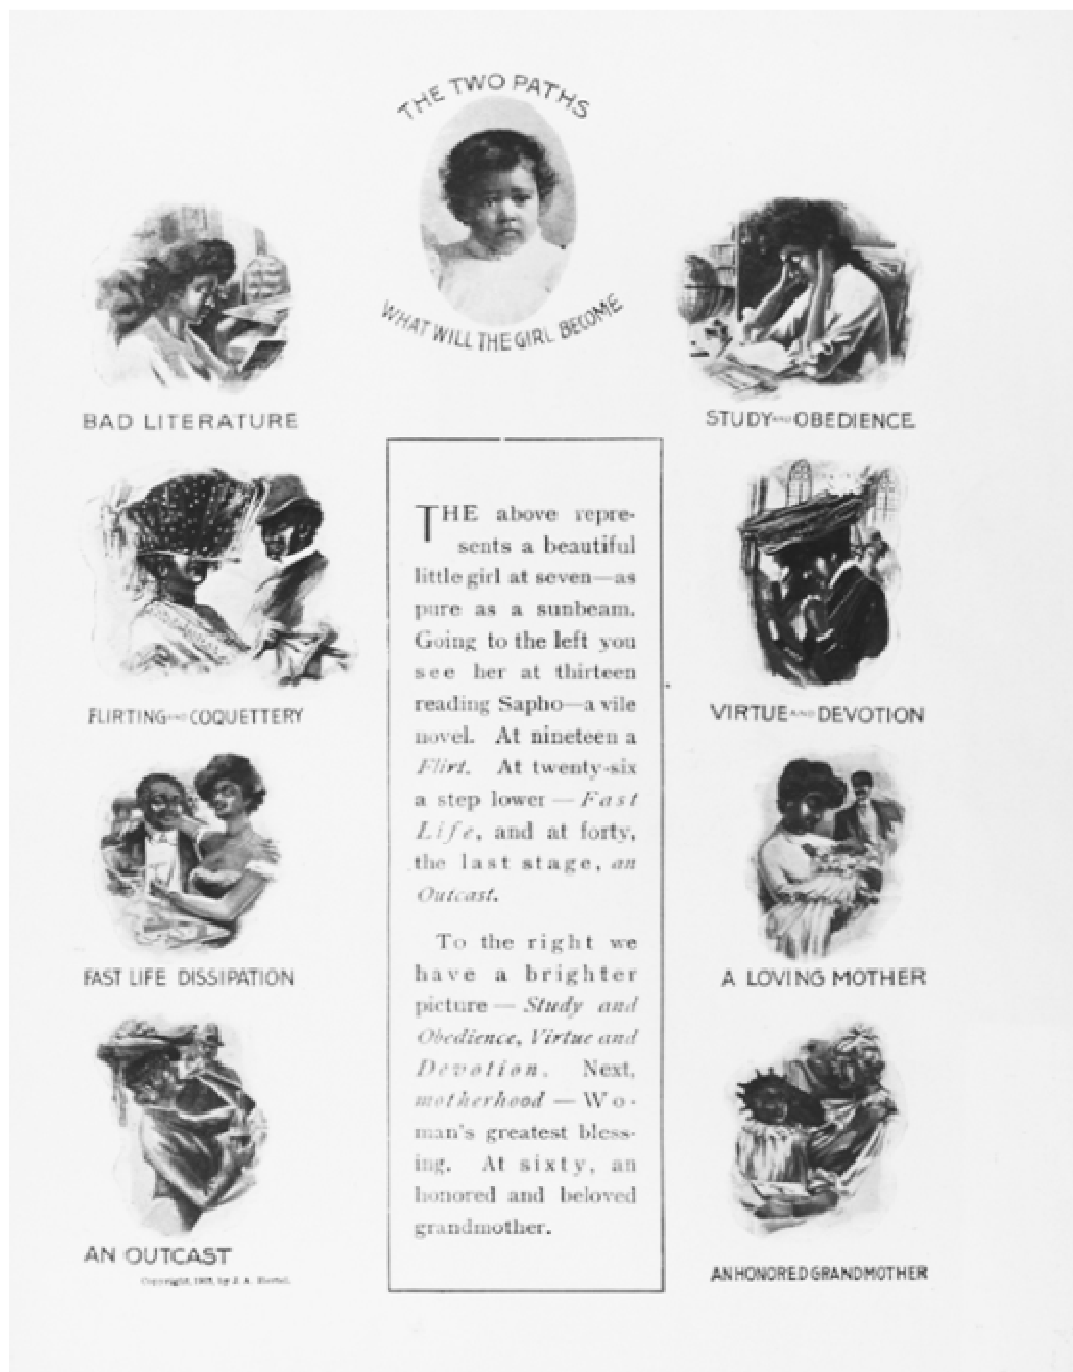 THE TWO PATHS
WHAT WILL THE GIRL BECOME
BAD LITERATURE
STUDY AND OBEDIENCE
FLIRTING AND COQUETTERY
VIRTUE AND DEVOTION
FAST LIFE DISSIPATION
A LOVING MOTHER
AN OUTCAST
Copyright, by J. A.
AN HONORED GRANDMOTHER
THE above repre-
sents a beautiful
little girl at seven—as
pure as a sunbeam.
Going to the left you
see her at thirteen
reading Sapho—a vile
novel. At nineteen a
Flirt. At twenty-six
a step lower — Fast
Life, and at forty,
the last stage, an
Outcast.
To the right we
have a brighter
picture — Study and
Obedience, Virtue and
Devotion. Next,
motherhood — Wo-
man's greatest bless-
ing. At sixty, an
honored and beloved
grandmother.